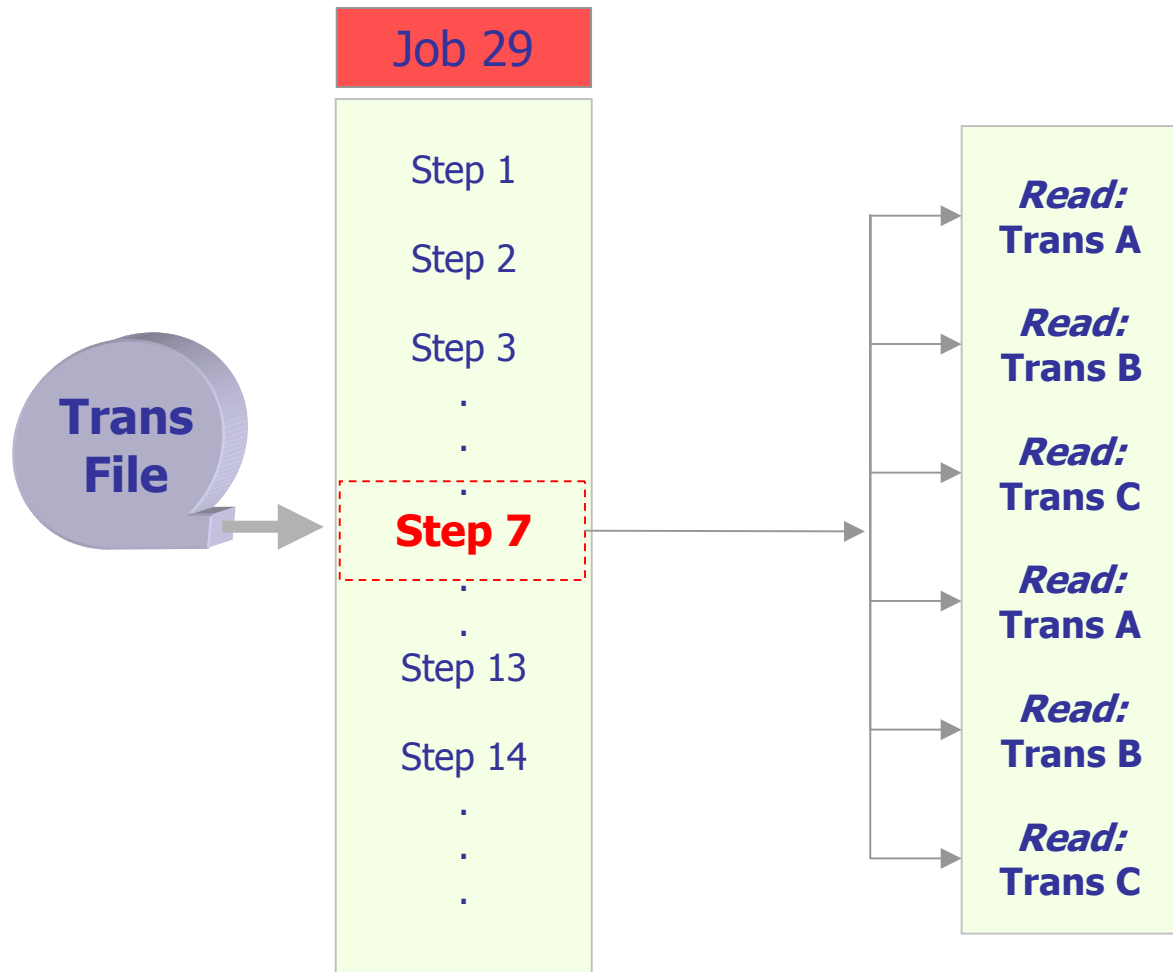 Job 29
Step 1
Step 2
Step 3
.
.
.
Step 7
.
.
Step 13
Step 14
.
.
.
Trans
File
Read:
Trans A
Read:
Trans B
Read:
Trans C
Read:
Trans A
Read:
Trans B
Read:
Trans C